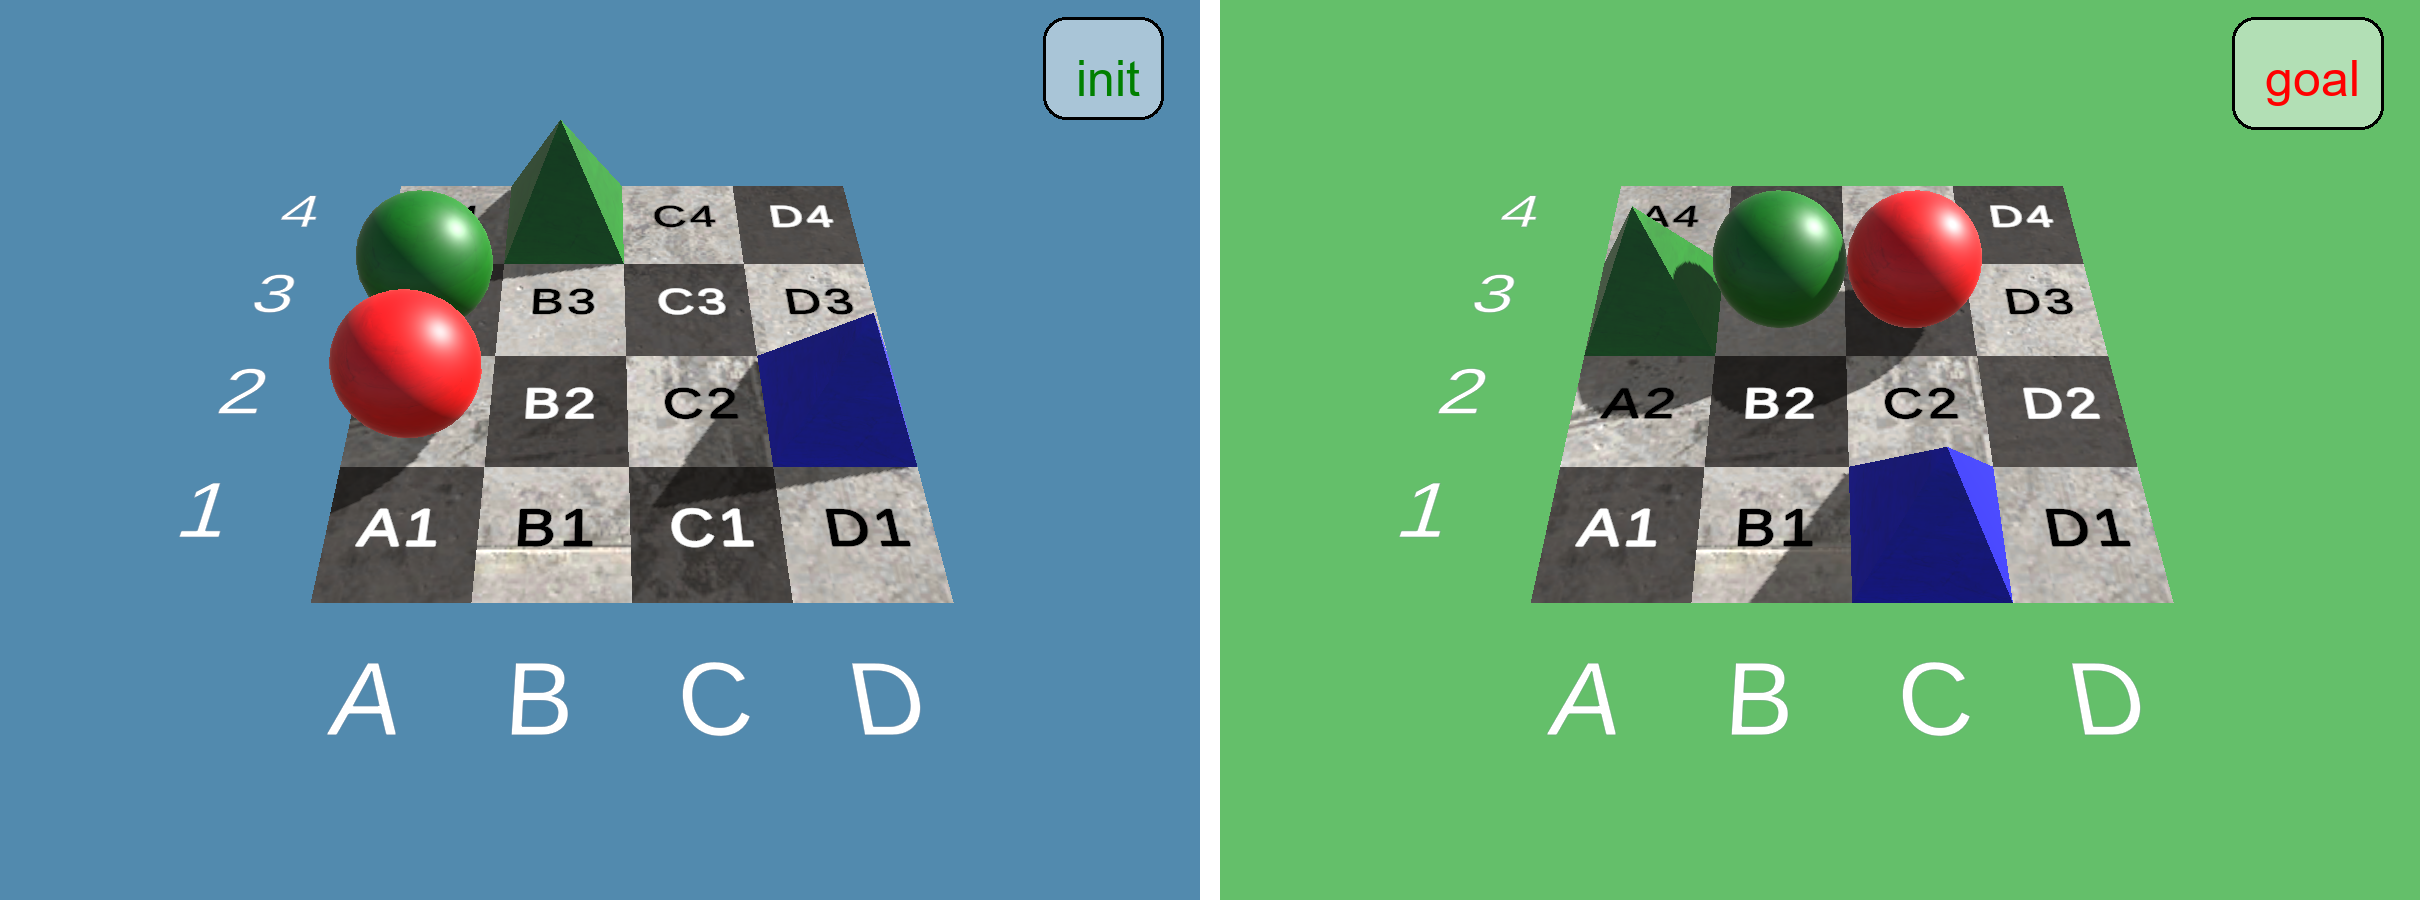 init
4 C4 D4
3 B3 C3 D3
2 B2 C2
1 A1 B1 C1 D1
A B C D
goal
4 A4 D4
3 D3
2 A2 B2 C2 D2
1 A1 B1 D1
A B C D